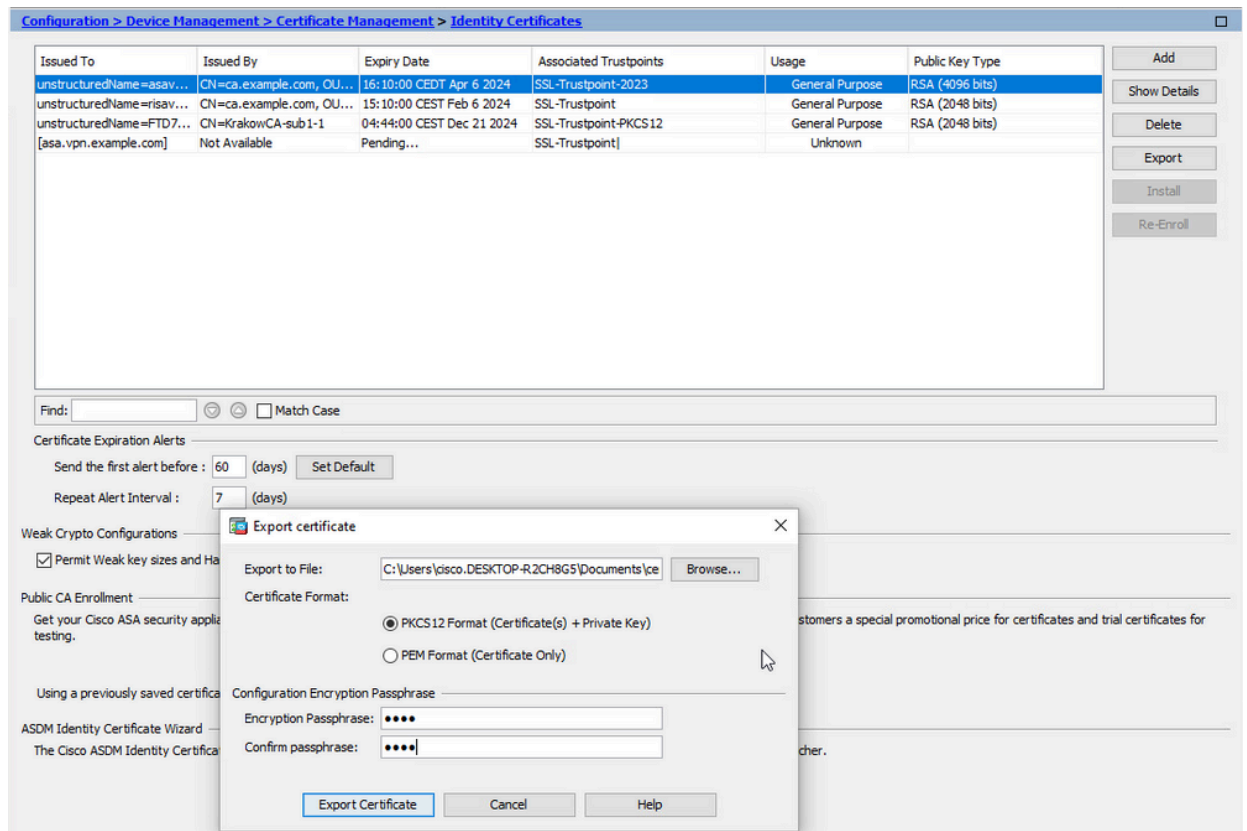 Configuration > Device Management > Certificate Management > Identity Certificates
Issued To Issued By Expiry Date Associated Trustpoints Usage Public Key Type
unstructuredName=asav... CN=ca.example.com, OU... 16:10:00 CEDT Apr 6 2024 SSL-Trustpoint-2023 General Purpose RSA (4096 bits)
unstructuredName=risav... CN=ca.example.com, OU... 15:10:00 CEST Feb 6 2024 SSL-Trustpoint General Purpose RSA (2048 bits)
unstructuredName=FTD7... CN=KrakowCA-sub1-1 04:44:00 CEST Dec 21 2024 SSL-Trustpoint-PKCS12 General Purpose RSA (2048 bits)
[asa.vpn.example.com] Not Available Pending... SSL-Trustpoint| Unknown
Add
Show Details
Delete
Export
Install
Re-Enroll
Find: Match Case
Certificate Expiration Alerts
Send the first alert before : 60 (days) Set Default
Repeat Alert Interval : 7 (days)
Weak Crypto Configurations
Permit Weak key sizes and Ha
Public CA Enrollment
Get your Cisco ASA security applia stomers a special promotional price for certificates and trial certificates for
testing.
Using a previously saved certifica
ASDM Identity Certificate Wizard
The Cisco ASDM Identity Certifica cher.
Export certificate
Export to File: C:\Users\cisco.DESKTOP-R2CH8G5\Documents\ce Browse...
Certificate Format:
PKCS12 Format (Certificate(s) + Private Key)
PEM Format (Certificate Only)
Configuration Encryption Passphrase
Encryption Passphrase: ●●●●
Confirm passphrase: ●●●●
Export Certificate Cancel Help